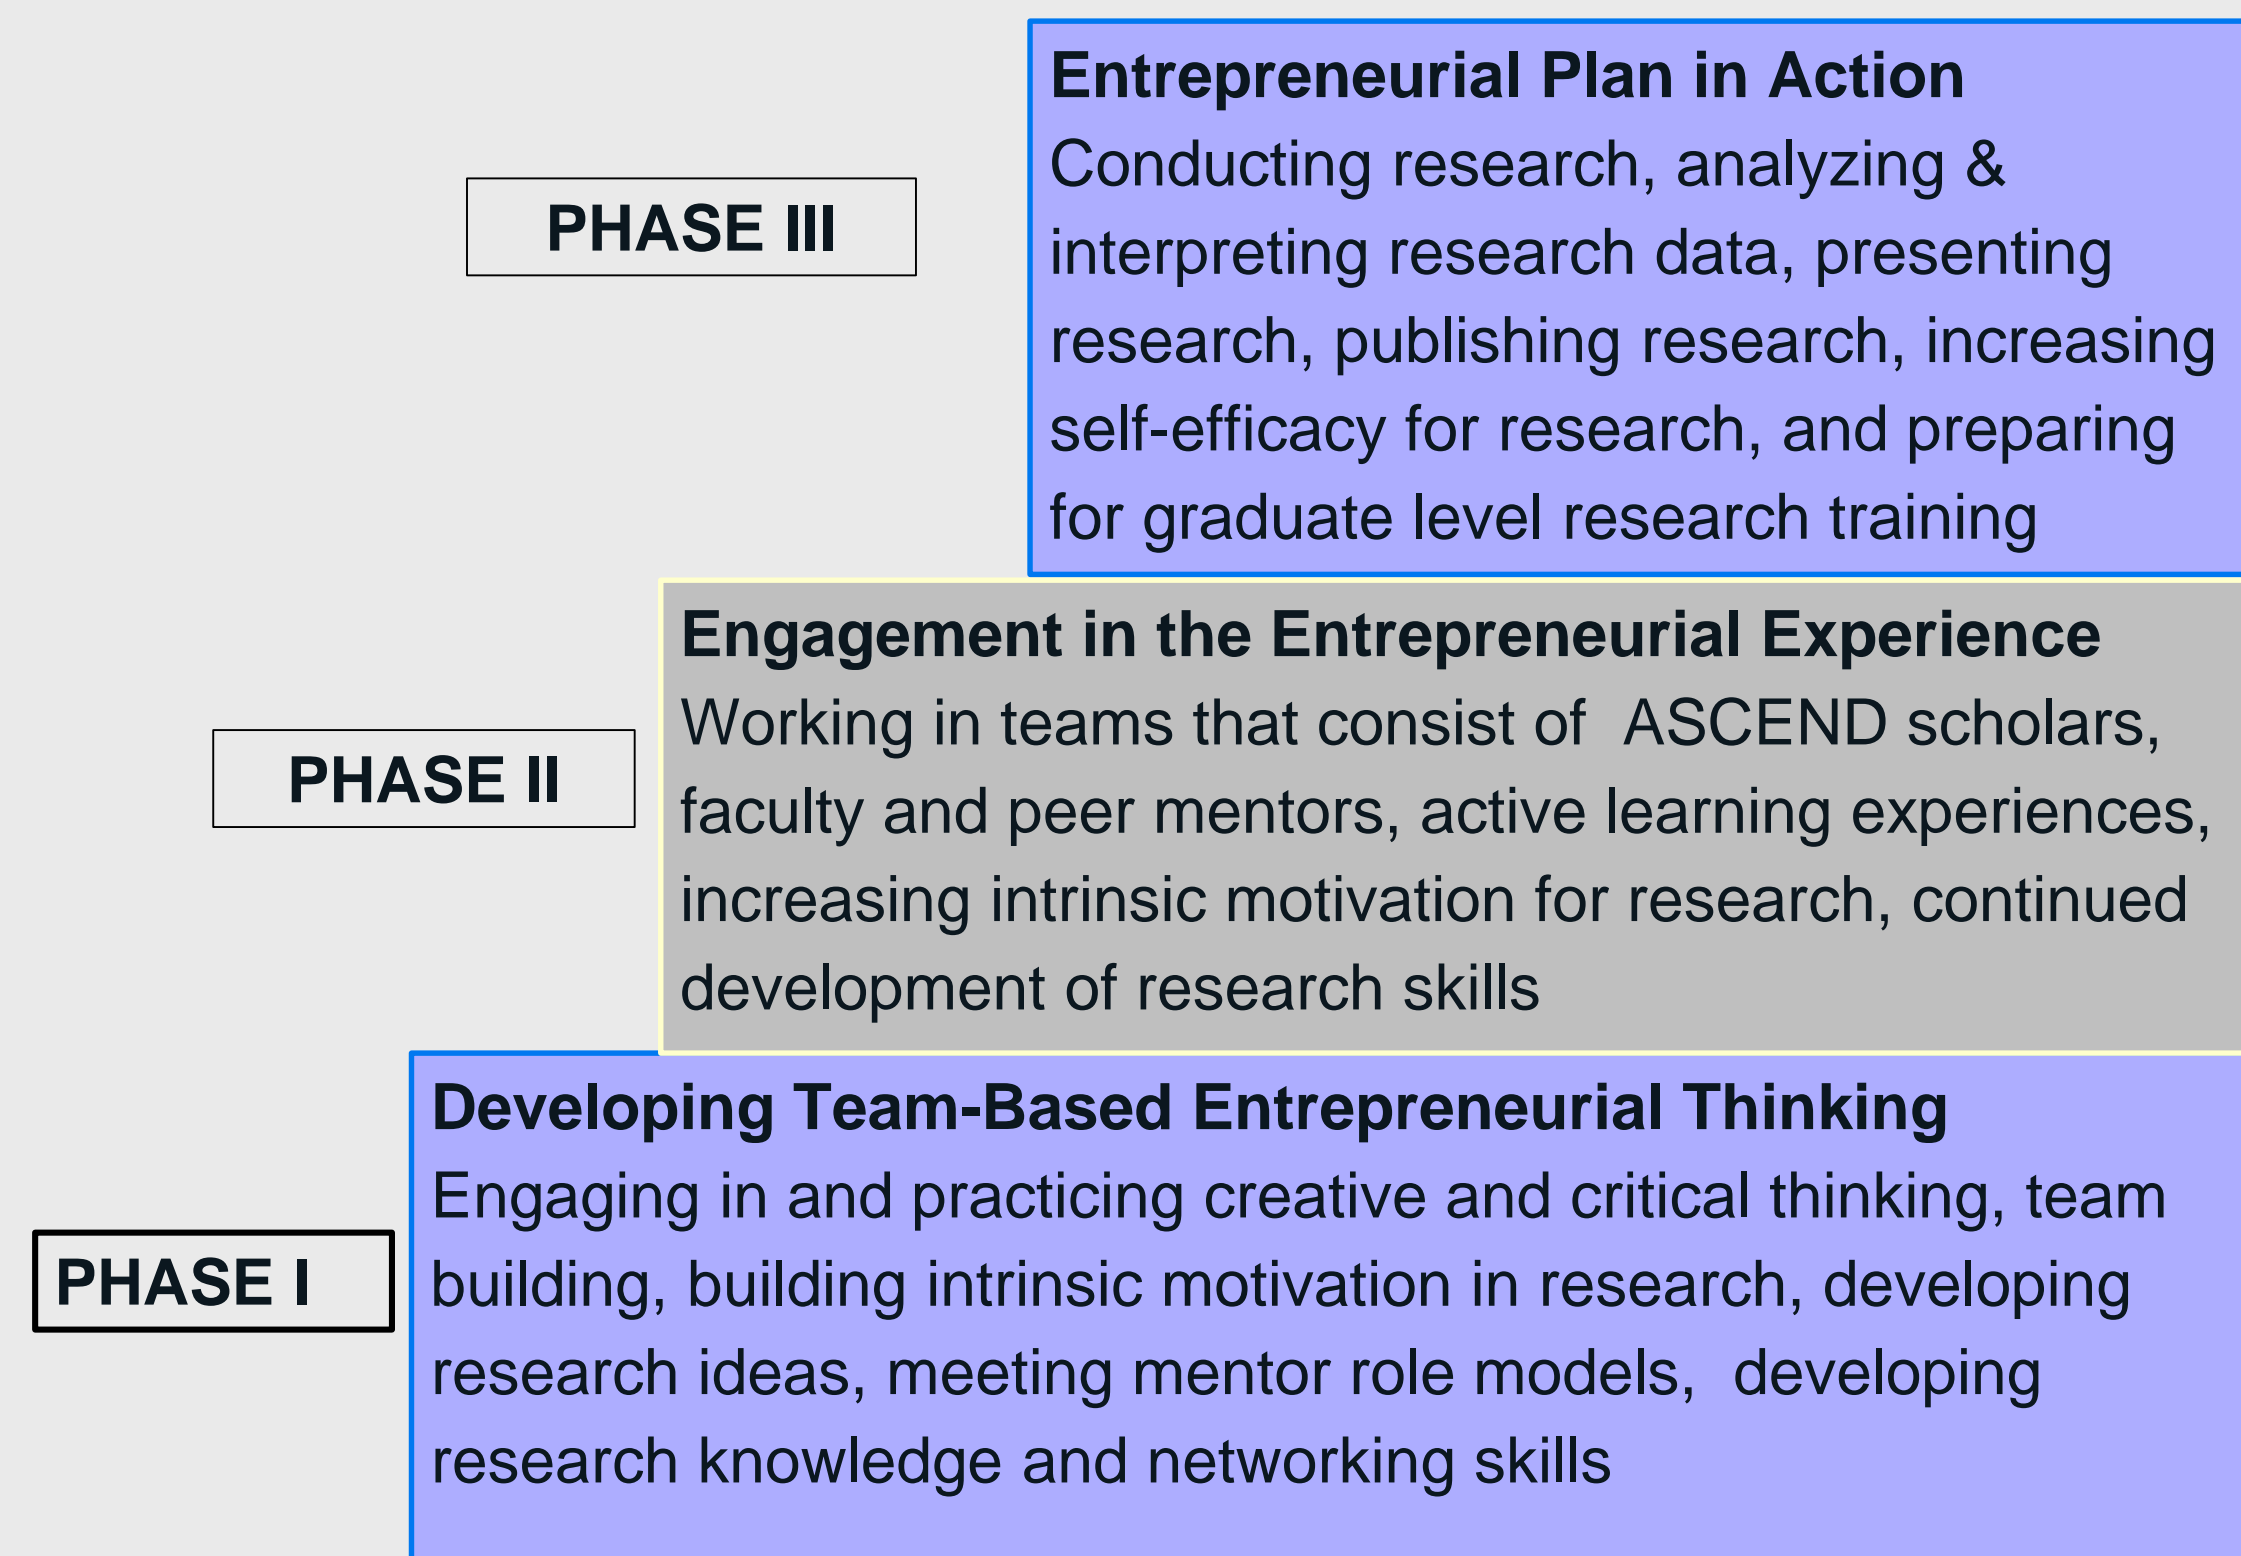 Entrepreneurial Plan in Action
Conducting research, analyzing &
interpreting research data, presenting
research, publishing research, increasing
self-efficacy for research, and preparing
for graduate level research training
PHASE III
Engagement in the Entrepreneurial Experience
Working in teams that consist of  ASCEND scholars,
faculty and peer mentors, active learning experiences,
increasing intrinsic motivation for research, continued
development of research skills
PHASE II
Developing Team-Based Entrepreneurial Thinking
Engaging in and practicing creative and critical thinking, team
building, building intrinsic motivation in research, developing
research ideas, meeting mentor role models,  developing
research knowledge and networking skills
PHASE I